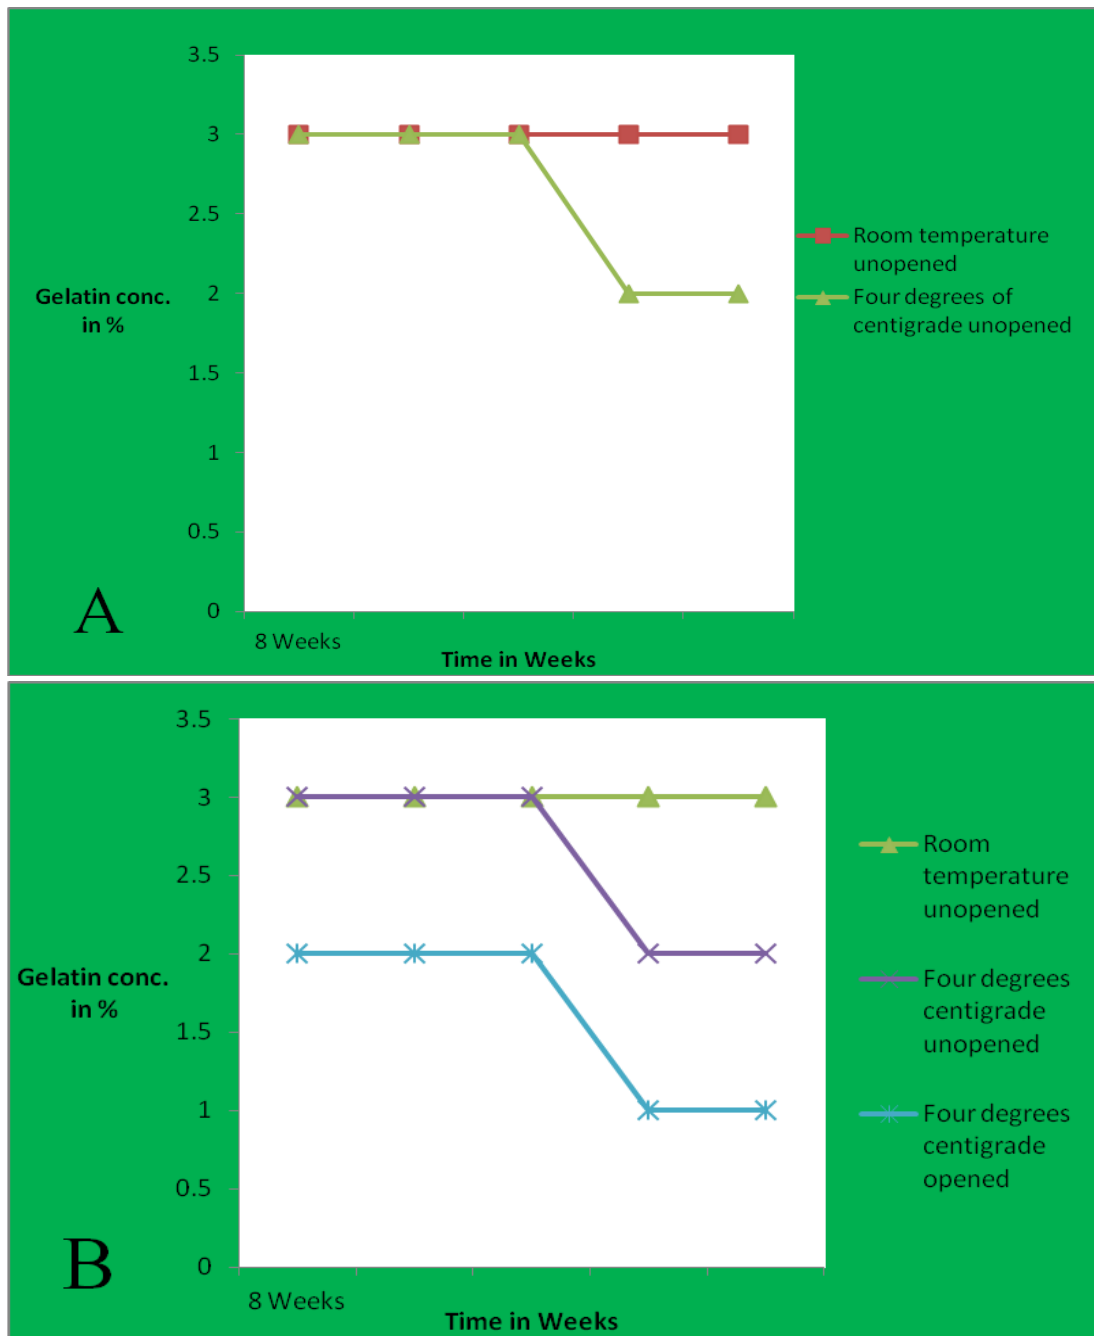 3.5
3
2.5
2
1.5
1
0.5
0
Gelatin conc.
in %
Room temperature
unopened
Four degrees of
centigrade unopened
A
8 Weeks
Time in Weeks
3.5
3
2.5
2
1.5
1
0.5
0
Gelatin conc.
in %
Room
temperature
unopened
Four degrees
centigrade
unopened
Four degrees
centigrade
opened
B
8 Weeks
Time in Weeks